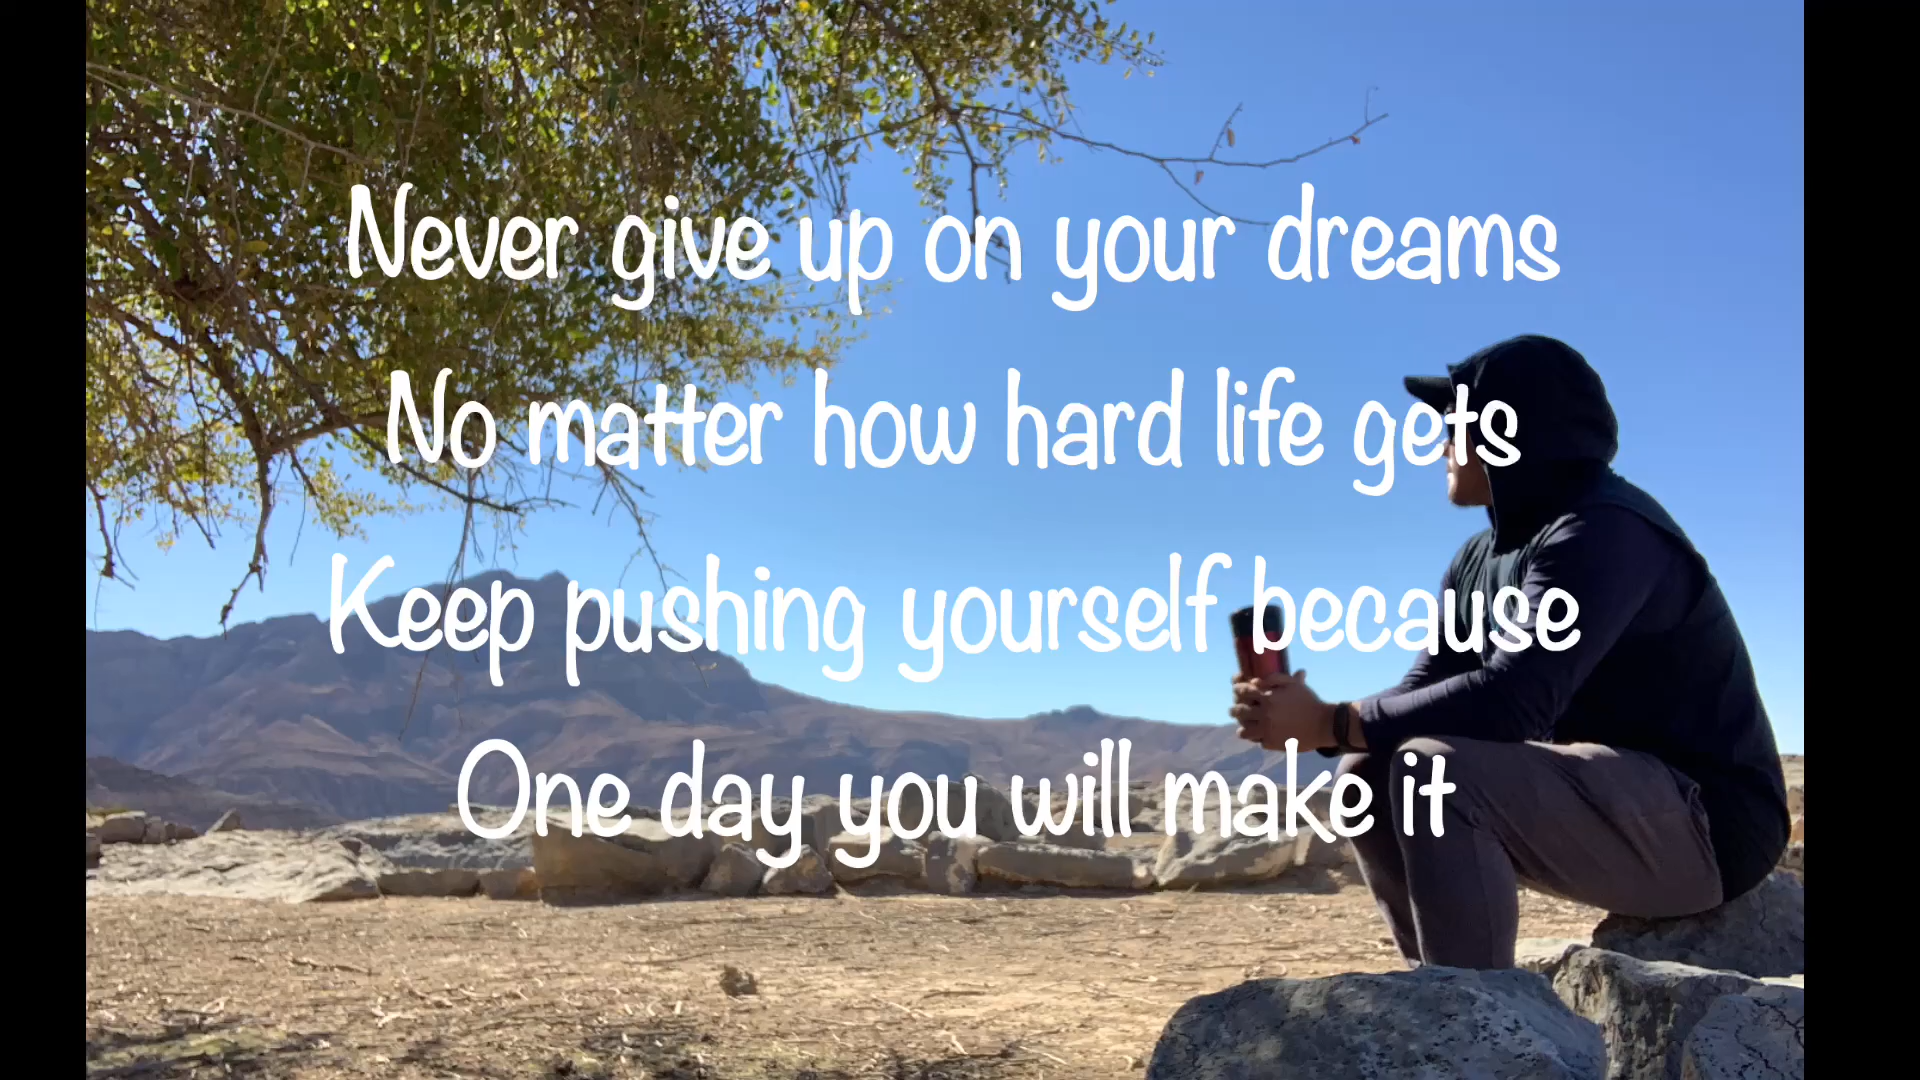 Never give up on your dreams
No matter how hard life gets
Keep pushing yourself because
One day you will make it